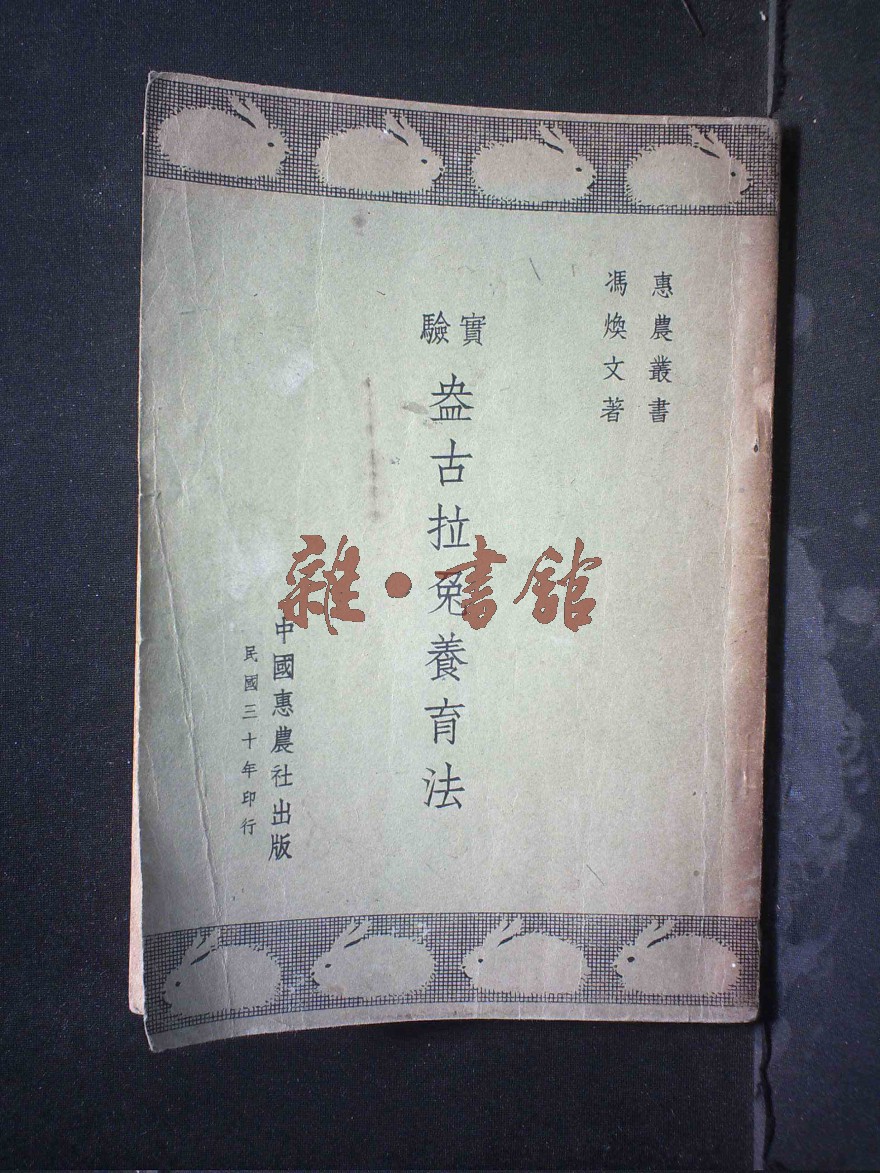 惠農叢書
馮煥文著
實驗
盎古拉兔養育法
中國惠農社出版
民國三十年印行
雜·書館